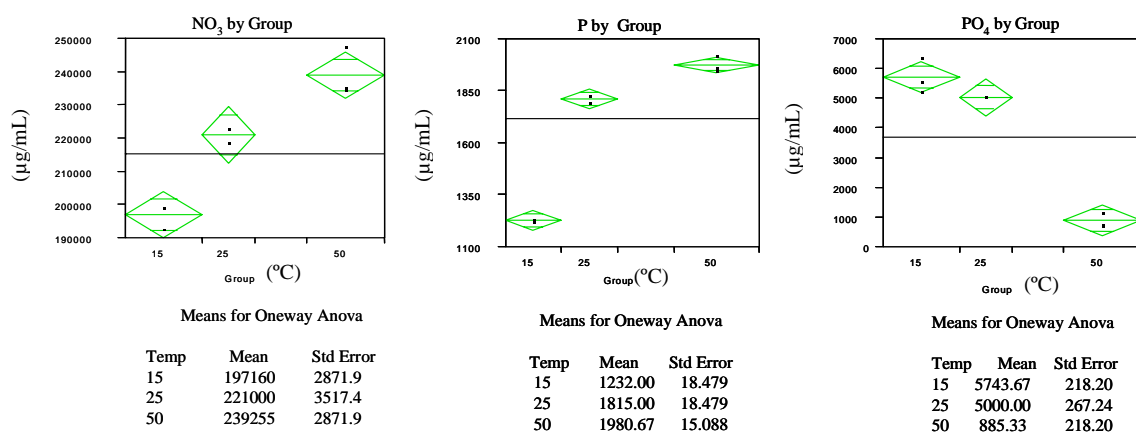 NO3 by Group
250000
240000
230000
220000
210000
200000
190000
(µg/mL)
15 25 50
Group (ºC)
Means for Oneway Anova
Temp Mean Std Error
15 197160 2871.9
25 221000 3517.4
50 239255 2871.9
P by Group
2100
1850
1600
1350
1100
(µg/mL)
15 25 50
Group(ºC)
Means for Oneway Anova
Temp Mean Std Error
15 1232.00 18.479
25 1815.00 18.479
50 1980.67 15.088
PO4 by Group
7000
6000
5000
4000
3000
2000
1000
0
(µg/mL)
15 25 50
Group (ºC)
Means for Oneway Anova
Temp Mean Std Error
15 5743.67 218.20
25 5000.00 267.24
50 885.33 218.20